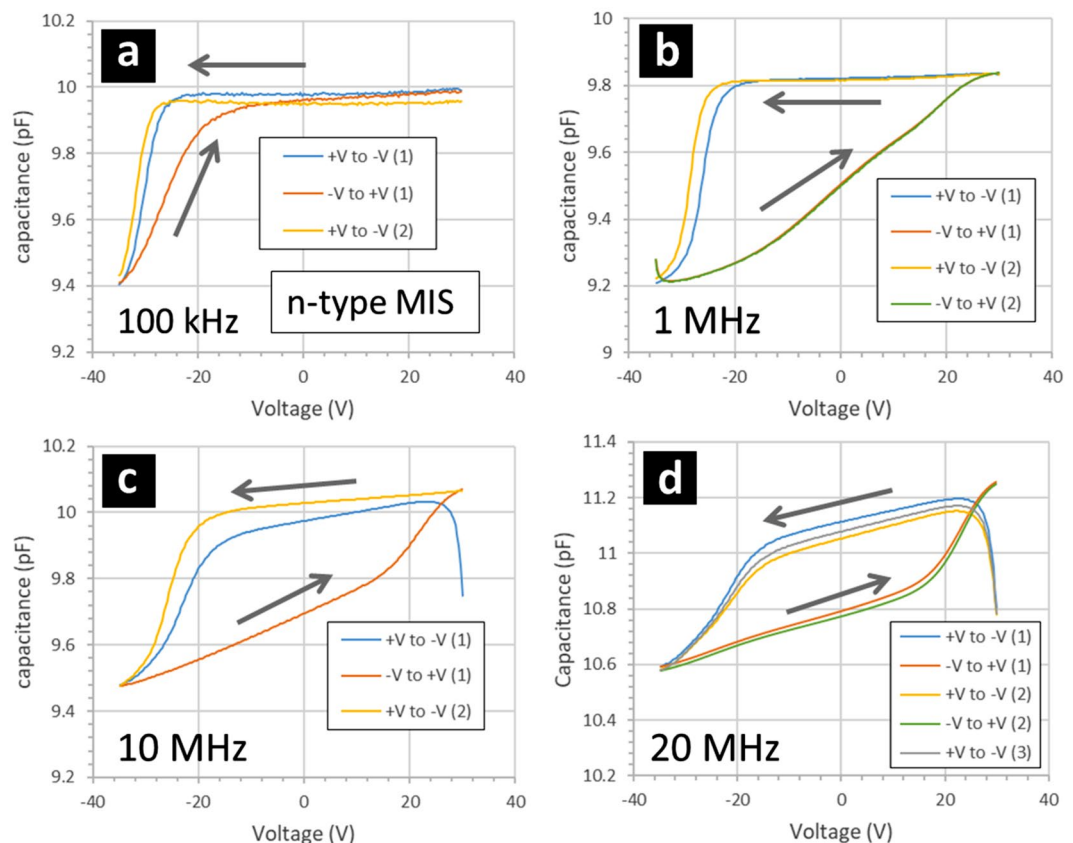 a
capacitance (pF)
10.2
10
9.8
9.6
9.4
9.2
-40
-20
0
20
40
Voltage (V)
+V to -V (1)
-V to +V (1)
+V to -V (2)
n-type MIS
100 kHz
b
capacitance (pF)
10
9.8
9.6
9.4
9.2
9
-40
-20
0
20
40
Voltage (V)
+V to -V (1)
-V to +V (1)
+V to -V (2)
-V to +V (2)
1 MHz
c
capacitance (pF)
10.2
10
9.8
9.6
9.4
9.2
-40
-20
0
20
40
Voltage (V)
+V to -V (1)
-V to +V (1)
+V to -V (2)
10 MHz
d
Capacitance (pF)
11.4
11.2
11
10.8
10.6
10.4
10.2
-40
-20
0
20
40
Voltage (V)
+V to -V (1)
-V to +V (1)
+V to -V (2)
-V to +V (2)
+V to -V (3)
20 MHz